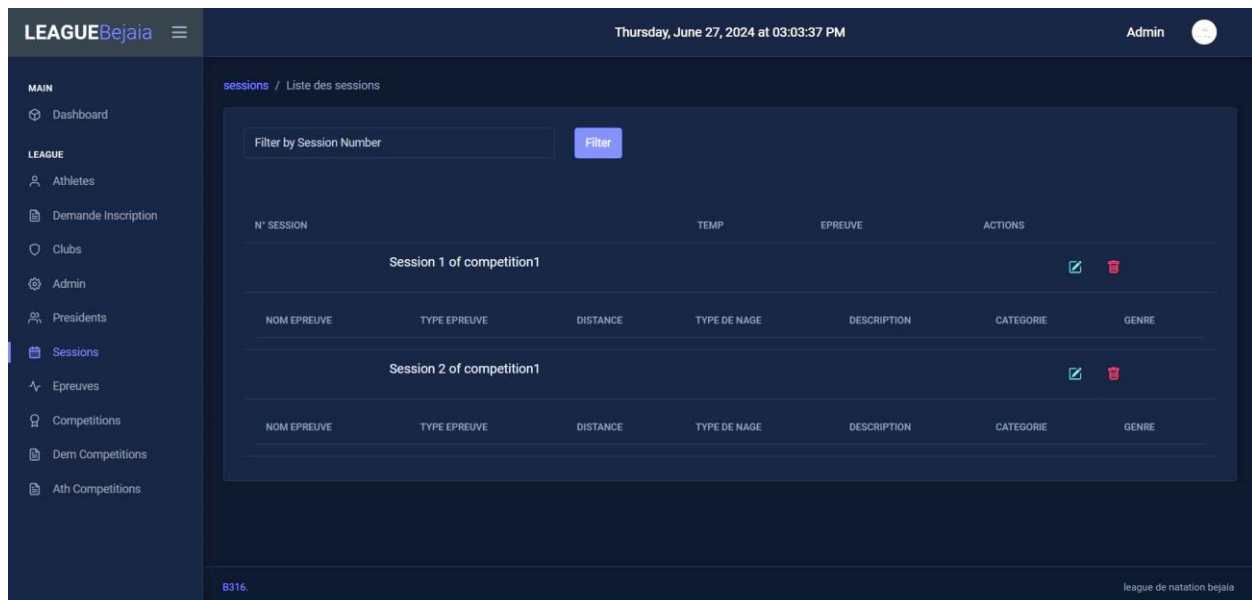 LEAGUEBejaia
Thursday, June 27, 2024 at 03:03:37 PM
Admin
MAIN
Dashboard
LEAGUE
Athletes
Demande Inscription
Clubs
Admin
Presidents
Sessions
Epreuves
Competitions
Dem Competitions
Ath Competitions
sessions / Liste des sessions
Filter by Session Number Filter
N° SESSION TEMP EPREUVE ACTIONS
Session 1 of competition1
NOM EPREUVE TYPE EPREUVE DISTANCE TYPE DE NAGE DESCRIPTION CATEGORIE GENRE
Session 2 of competition1
NOM EPREUVE TYPE EPREUVE DISTANCE TYPE DE NAGE DESCRIPTION CATEGORIE GENRE
B316.
league de natation bejaia